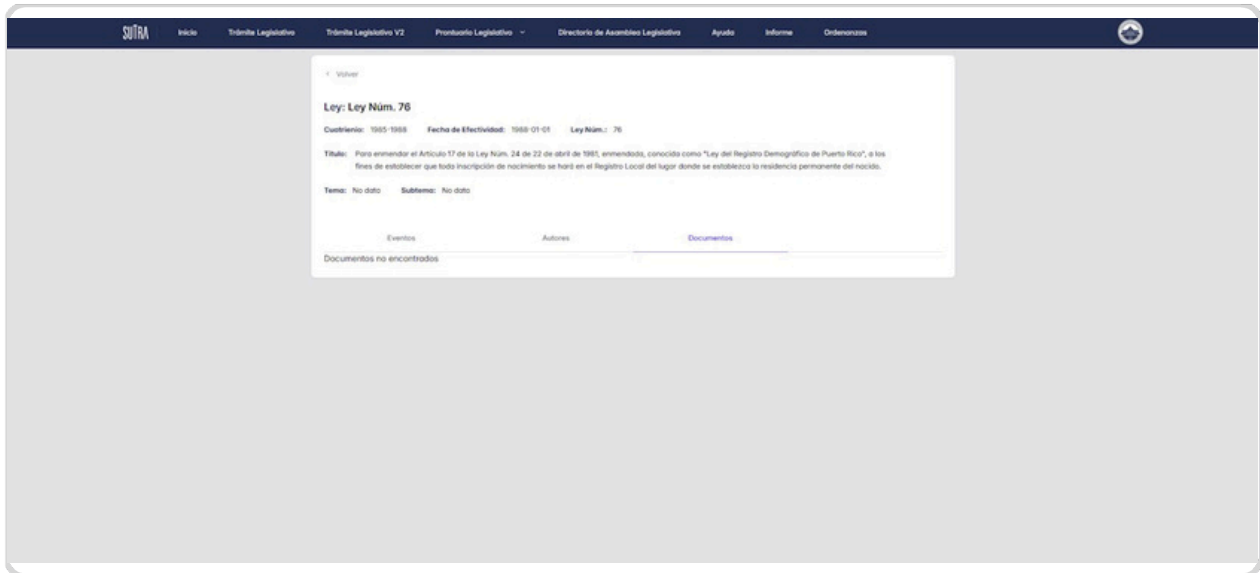 SUTRA Inicio Trámite Legislativo Trámite Legislativo V2 Prontuario Legislativo Directorio de Asamblea Legislativa Ayuda Informe Ordenanzas
Volver
Ley: Ley Núm. 76
Cuatrienio: 1985-1988 Fecha de Efectividad: 1988-01-01 Ley Núm.: 76
Título: Para enmendar el Artículo 17 de la Ley Núm. 24 de 22 de abril de 1981, enmendada, conocida como "Ley del Registro Demográfico de Puerto Rico", a los
fines de establecer que toda inscripción de nacimiento se hará en el Registro Local del lugar donde se establezca la residencia permanente del nacido.
Tema: No data Subtema: No data
Eventos Autores Documentos
Documentos no encontrados